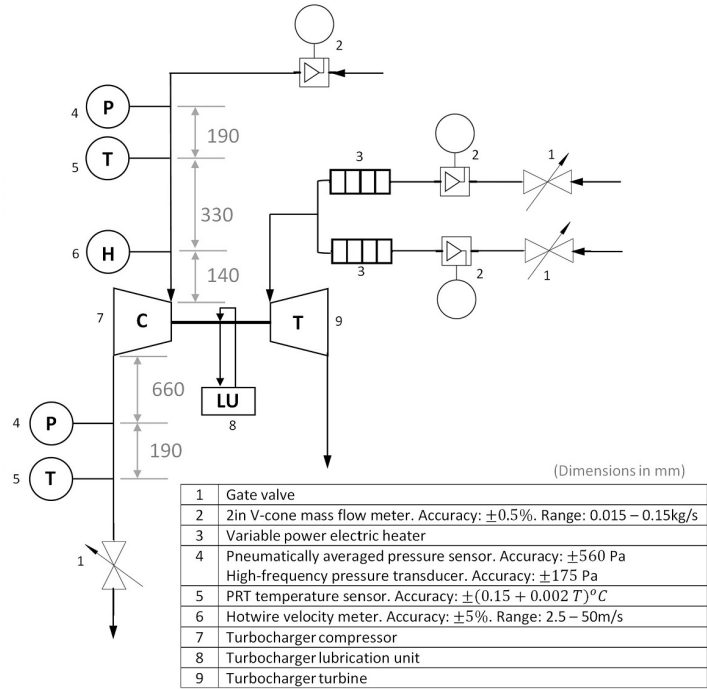 2
4
P
190
5
T
330
6
H
140
3
2
1
3
2
1
7
C
T
9
LU
8
660
4
P
190
5
T
1
(Dimensions in mm)
1 Gate valve
2 2in V-cone mass flow meter. Accuracy: ±0.5%. Range: 0.015 – 0.15kg/s
3 Variable power electric heater
4 Pneumatically averaged pressure sensor. Accuracy: ±560 Pa
High-frequency pressure transducer. Accuracy: ±175 Pa
5 PRT temperature sensor. Accuracy: ±(0.15 + 0.002 T)°C
6 Hotwire velocity meter. Accuracy: ±5%. Range: 2.5 – 50m/s
7 Turbocharger compressor
8 Turbocharger lubrication unit
9 Turbocharger turbine